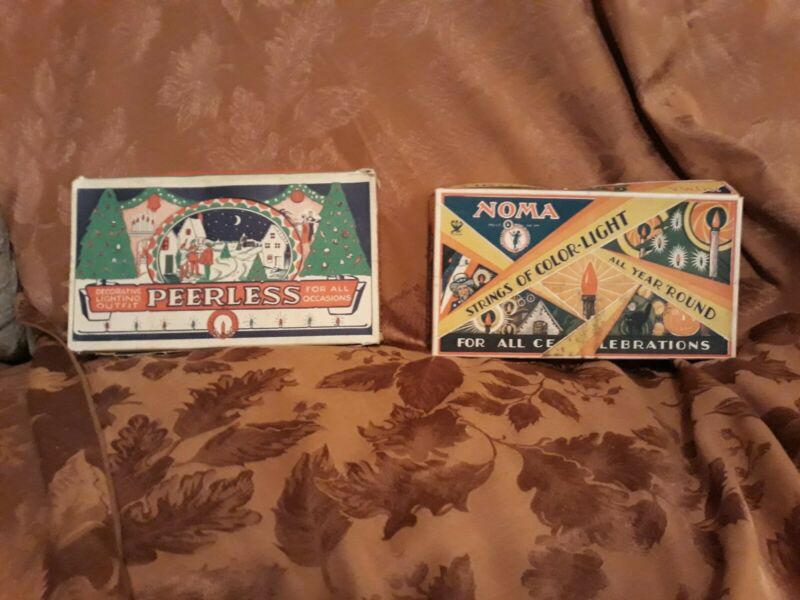 DECORATIVE
LIGHTING
OUTFIT
PEERLESS
FOR ALL
OCCASIONS
NOMA
STRINGS OF COLOR-LIGHT
ALL YEAR 'ROUND
FOR ALL CE LEBRATIONS